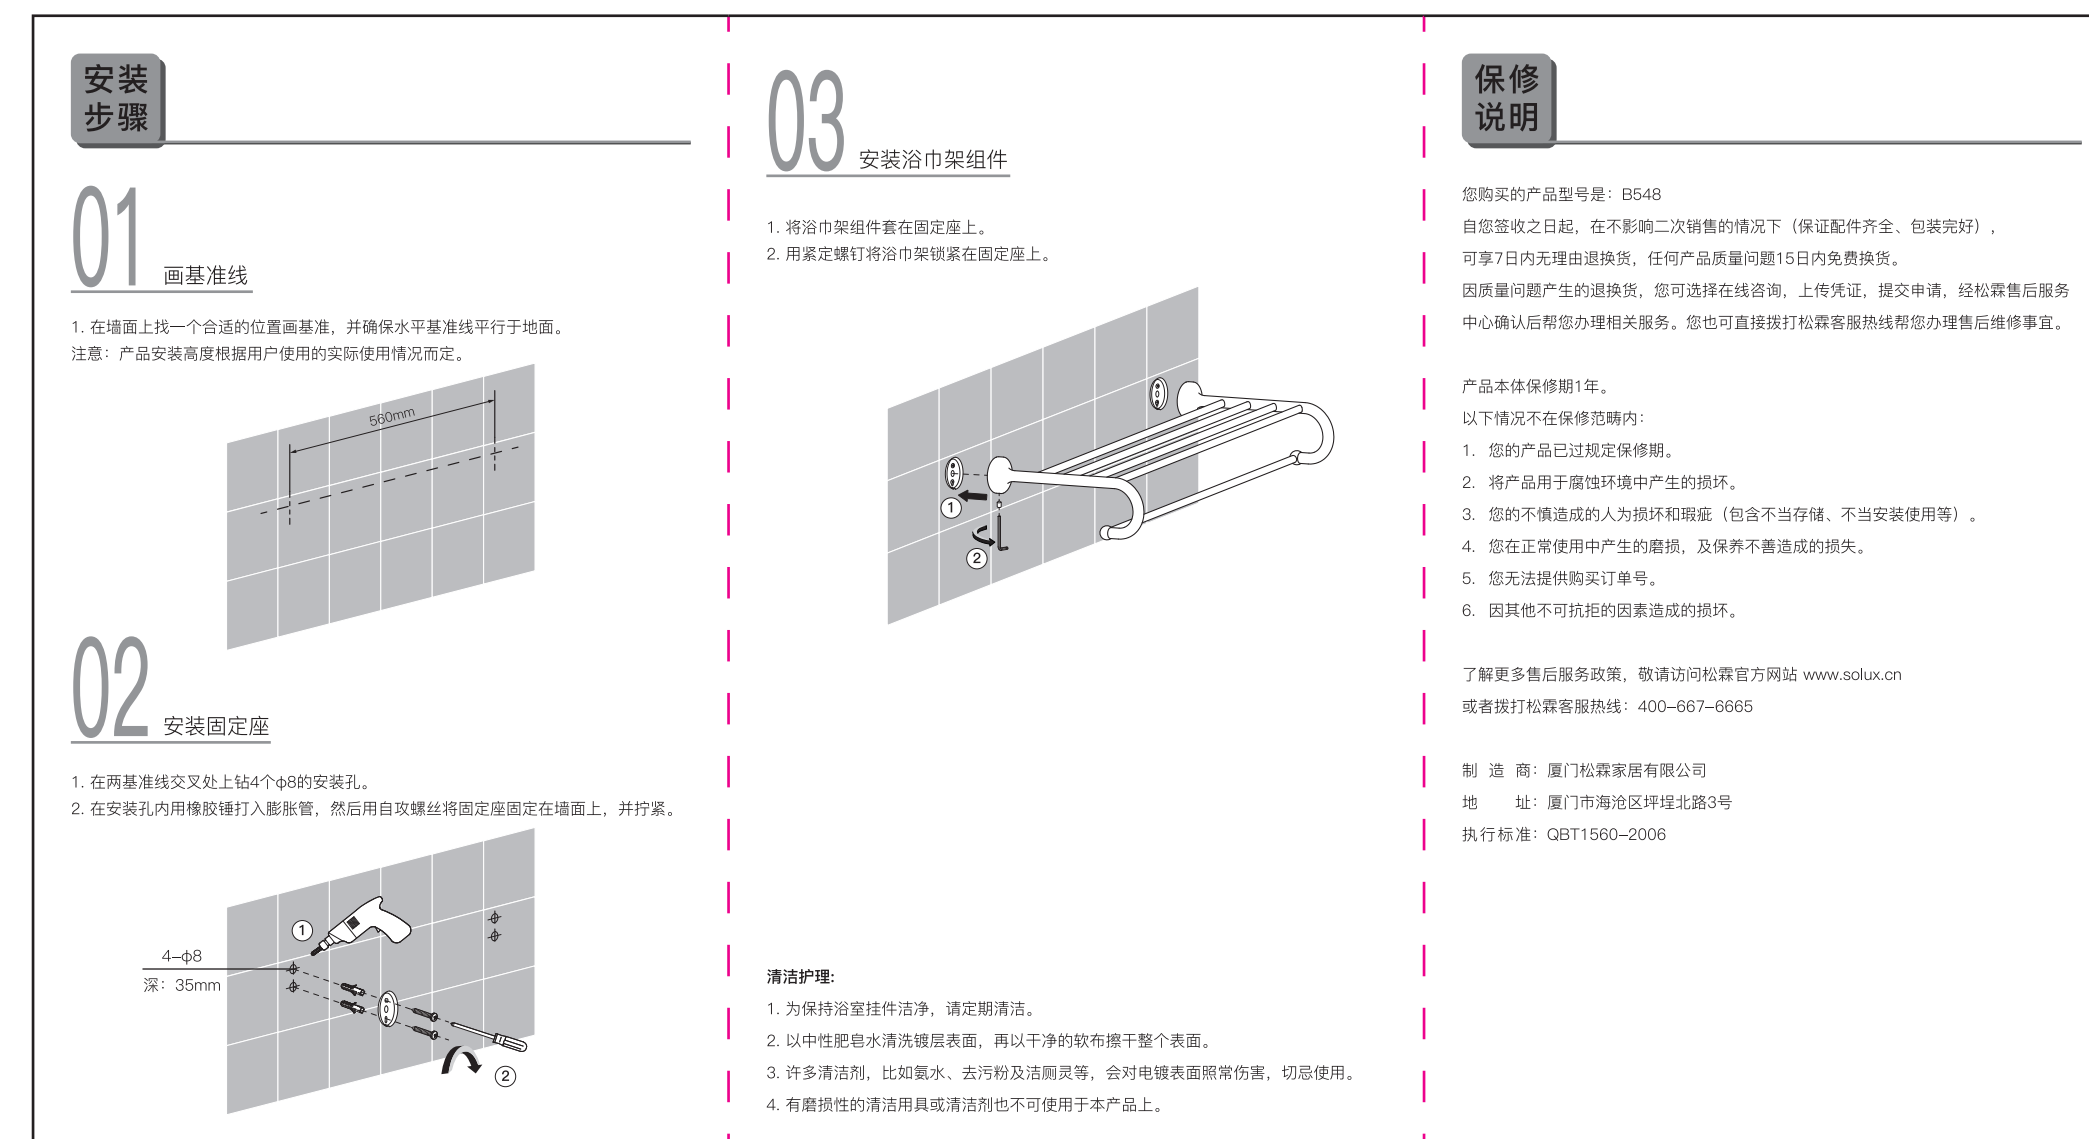 安装
步骤
01 画基准线
1. 在墙面上找一个合适的位置画基准，并确保水平基准线平行于地面。
注意：产品安装高度根据用户使用的实际使用情况而定。
560mm
02 安装固定座
1. 在两基准线交叉处上钻4个φ8的安装孔。
2. 在安装孔内用橡胶锤打入膨胀管，然后用自攻螺丝将固定座固定在墙面上，并拧紧。
1
4–φ8
深：35mm
2
03 安装浴巾架组件
1. 将浴巾架组件套在固定座上。
2. 用紧定螺钉将浴巾架锁紧在固定座上。
1
2
清洁护理:
1. 为保持浴室挂件洁净，请定期清洁。
2. 以中性肥皂水清洗镀层表面，再以干净的软布擦干整个表面。
3. 许多清洁剂，比如氨水、去污粉及洁厕灵等，会对电镀表面照常伤害，切忌使用。
4. 有磨损性的清洁用具或清洁剂也不可使用于本产品上。
保修
说明
您购买的产品型号是：B548
自您签收之日起，在不影响二次销售的情况下（保证配件齐全、包装完好），
可享7日内无理由退换货，任何产品质量问题15日内免费换货。
因质量问题产生的退换货，您可选择在线咨询，上传凭证，提交申请，经松霖售后服务
中心确认后帮您办理相关服务。您也可直接拨打松霖客服热线帮您办理售后维修事宜。
产品本体保修期1年。
以下情况不在保修范畴内：
1. 您的产品已过规定保修期。
2. 将产品用于腐蚀环境中产生的损坏。
3. 您的不慎造成的人为损坏和瑕疵（包含不当存储、不当安装使用等）。
4. 您在正常使用中产生的磨损，及保养不善造成的损失。
5. 您无法提供购买订单号。
6. 因其他不可抗拒的因素造成的损坏。
了解更多售后服务政策，敬请访问松霖官方网站 www.solux.cn
或者拨打松霖客服热线：400–667–6665
制 造 商：厦门松霖家居有限公司
地 址：厦门市海沧区坪埕北路3号
执行标准：QBT1560–2006